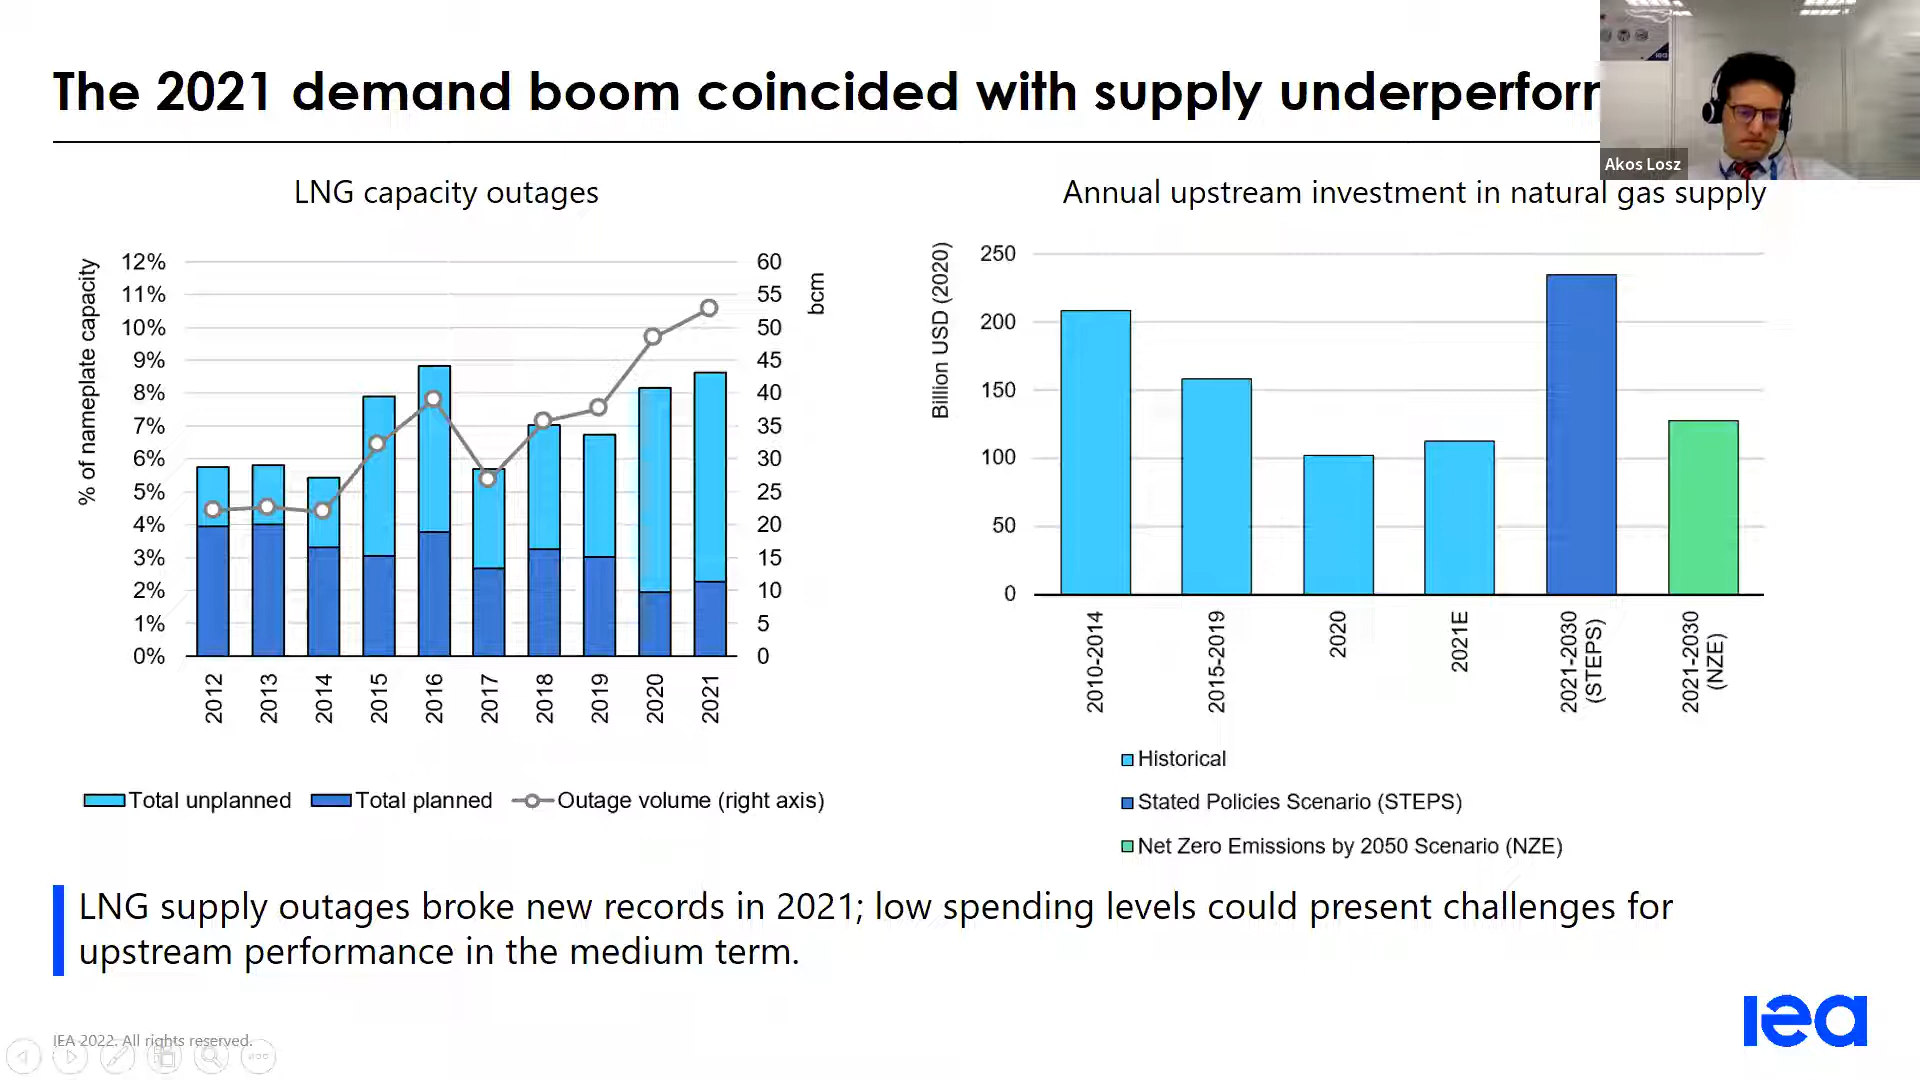 The 2021 demand boom coincided with supply underperfor
Akos Losz
LNG capacity outages
% of nameplate capacity
12%
11%
10%
9%
8%
7%
6%
5%
4%
3%
2%
1%
0%
60
55
50
45
40
35
30
25
20
15
10
5
0
bcm
2012
2013
2014
2015
2016
2017
2018
2019
2020
2021
Total unplanned
Total planned
Outage volume (right axis)
Annual upstream investment in natural gas supply
Billion USD (2020)
250
200
150
100
50
0
2010-2014
2015-2019
2020
2021E
2021-2030
(STEPS)
2021-2030
(NZE)
Historical
Stated Policies Scenario (STEPS)
Net Zero Emissions by 2050 Scenario (NZE)
LNG supply outages broke new records in 2021; low spending levels could present challenges for
upstream performance in the medium term.
IEA 2022. All rights reserved.
iea